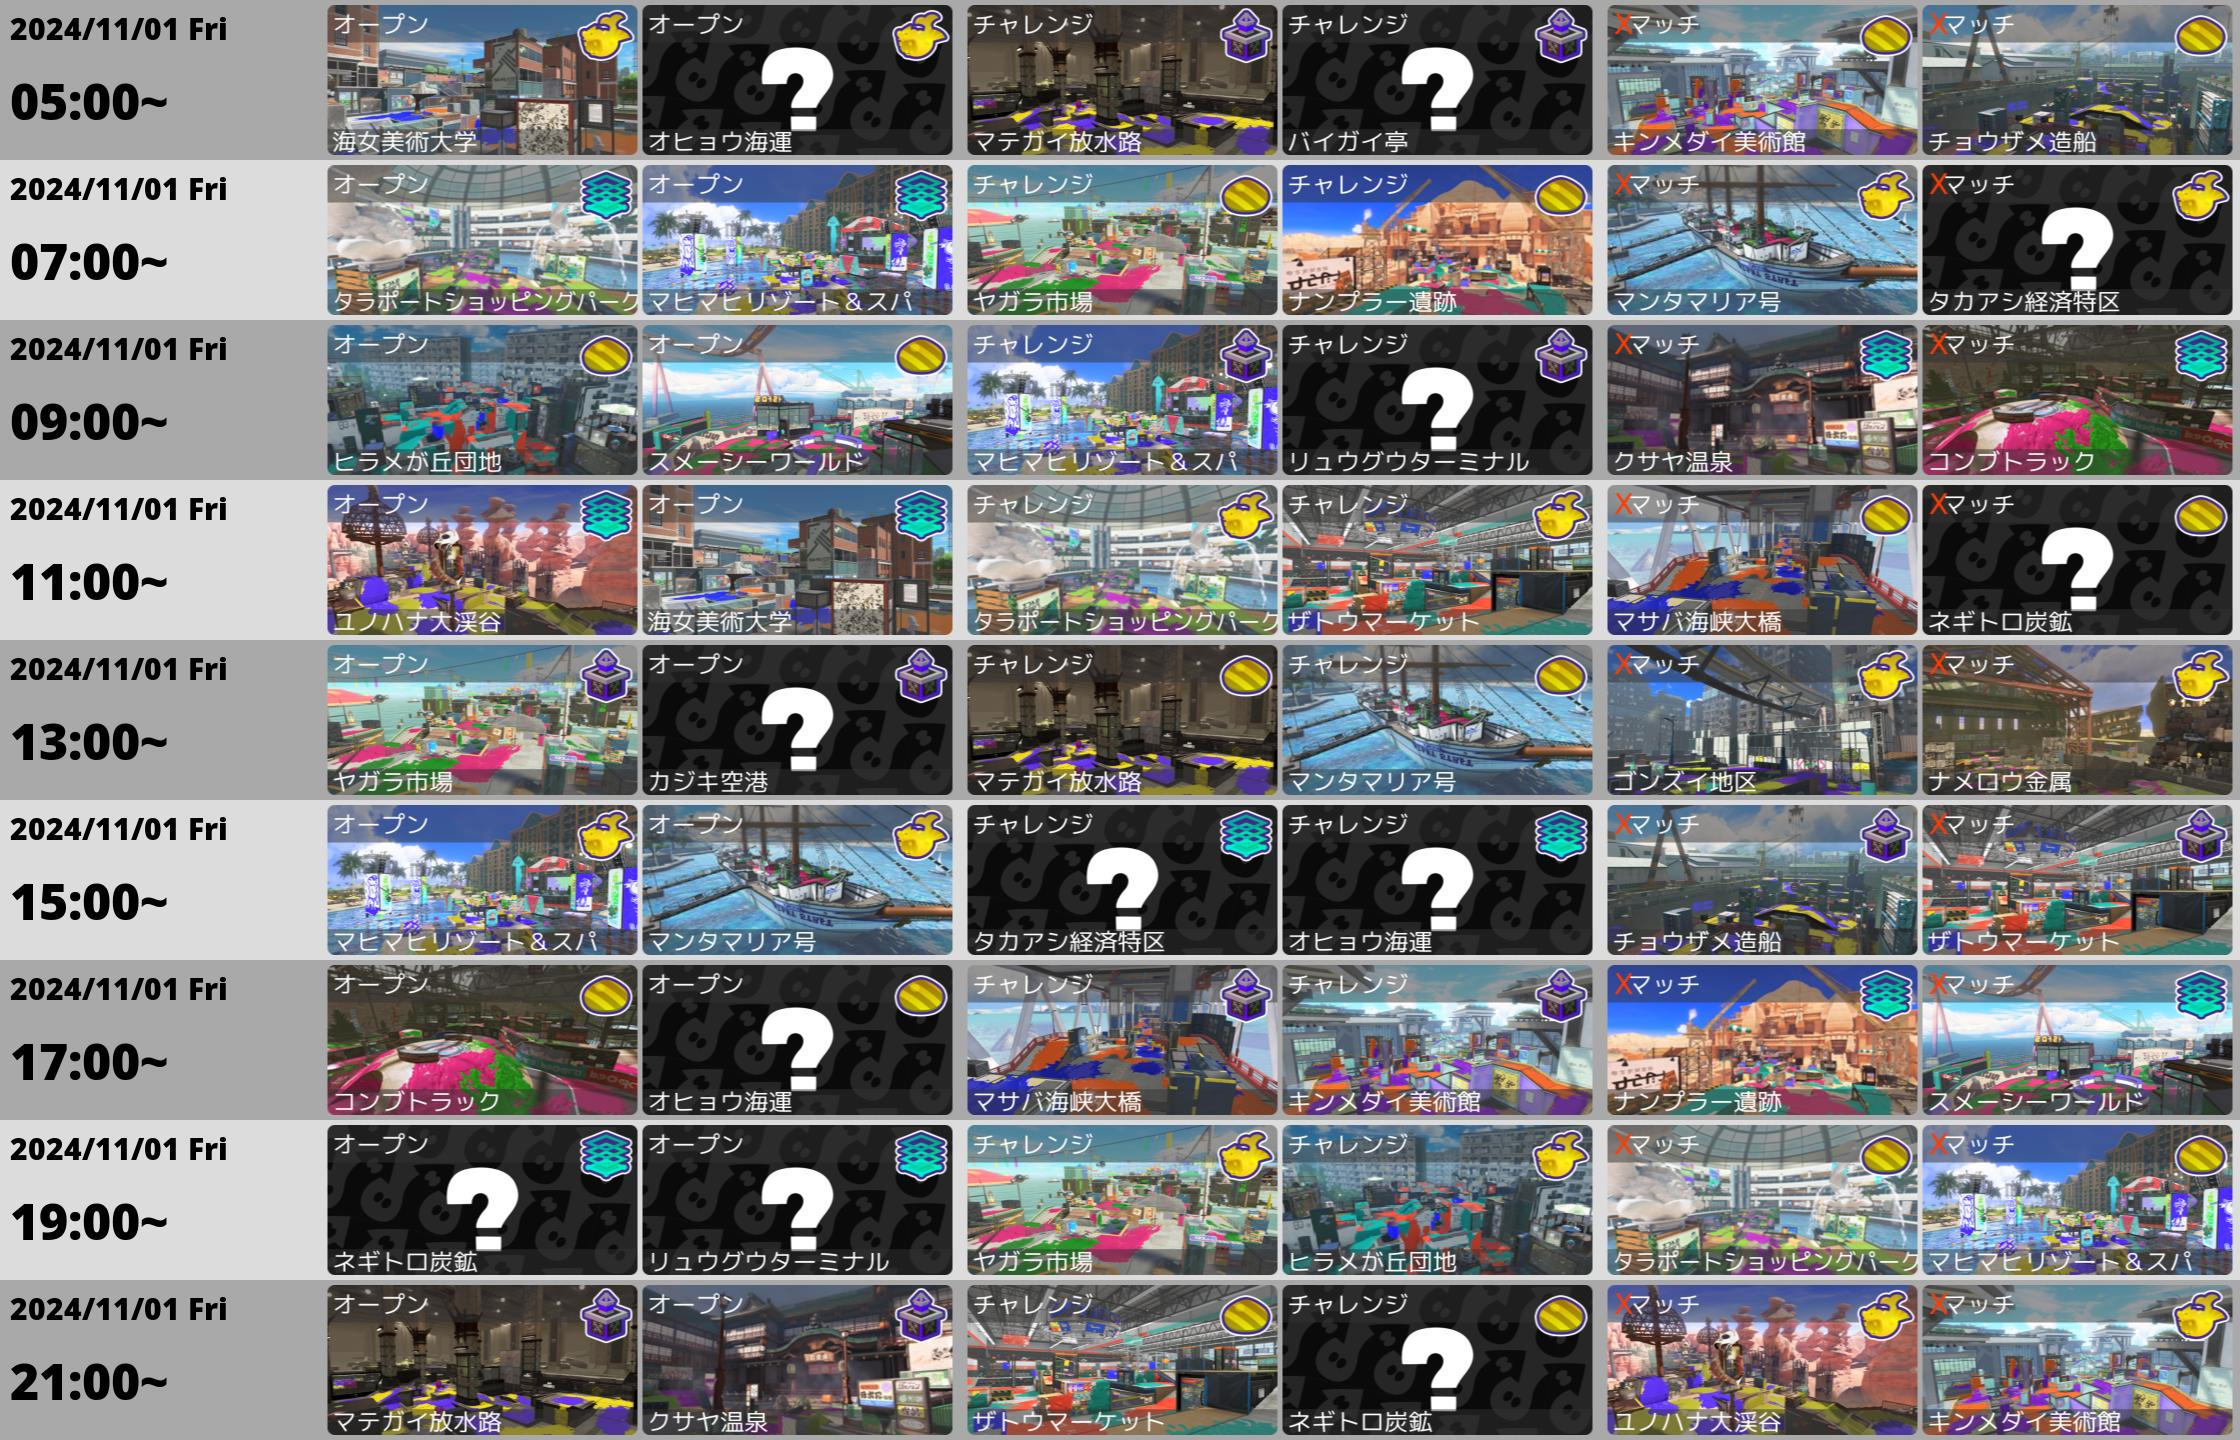 2024/11/01 Fri
05:00~
オープン
海女美術大学
オープン
オヒョウ海運
チャレンジ
マテガイ放水路
チャレンジ
バイガイ亭
Xマッチ
キンメダイ美術館
Xマッチ
チョウザメ造船
2024/11/01 Fri
07:00~
オープン
タラポートショッピングパーク
オープン
マヒマヒリゾート＆スパ
チャレンジ
ヤガラ市場
チャレンジ
ナンプラー遺跡
Xマッチ
マンタマリア号
Xマッチ
タカアシ経済特区
2024/11/01 Fri
09:00~
オープン
ヒラメが丘団地
オープン
スメーシーワールド
チャレンジ
マヒマヒリゾート＆スパ
チャレンジ
リュウグウターミナル
Xマッチ
クサヤ温泉
Xマッチ
コンブトラック
2024/11/01 Fri
11:00~
オープン
ユノハナ大渓谷
オープン
海女美術大学
チャレンジ
タラポートショッピングパーク
チャレンジ
ザトウマーケット
Xマッチ
マサバ海峡大橋
Xマッチ
ネギトロ炭鉱
2024/11/01 Fri
13:00~
オープン
ヤガラ市場
オープン
カジキ空港
チャレンジ
マテガイ放水路
チャレンジ
マンタマリア号
Xマッチ
ゴンズイ地区
Xマッチ
ナメロウ金属
2024/11/01 Fri
15:00~
オープン
マヒマヒリゾート＆スパ
オープン
マンタマリア号
チャレンジ
タカアシ経済特区
チャレンジ
オヒョウ海運
Xマッチ
チョウザメ造船
Xマッチ
ザトウマーケット
2024/11/01 Fri
17:00~
オープン
コンブトラック
オープン
オヒョウ海運
チャレンジ
マサバ海峡大橋
チャレンジ
キンメダイ美術館
Xマッチ
ナンプラー遺跡
Xマッチ
スメーシーワールド
2024/11/01 Fri
19:00~
オープン
ネギトロ炭鉱
オープン
リュウグウターミナル
チャレンジ
ヤガラ市場
チャレンジ
ヒラメが丘団地
Xマッチ
タラポートショッピングパーク
Xマッチ
マヒマヒリゾート＆スパ
2024/11/01 Fri
21:00~
オープン
マテガイ放水路
オープン
クサヤ温泉
チャレンジ
ザトウマーケット
チャレンジ
ネギトロ炭鉱
Xマッチ
ユノハナ大渓谷
Xマッチ
キンメダイ美術館